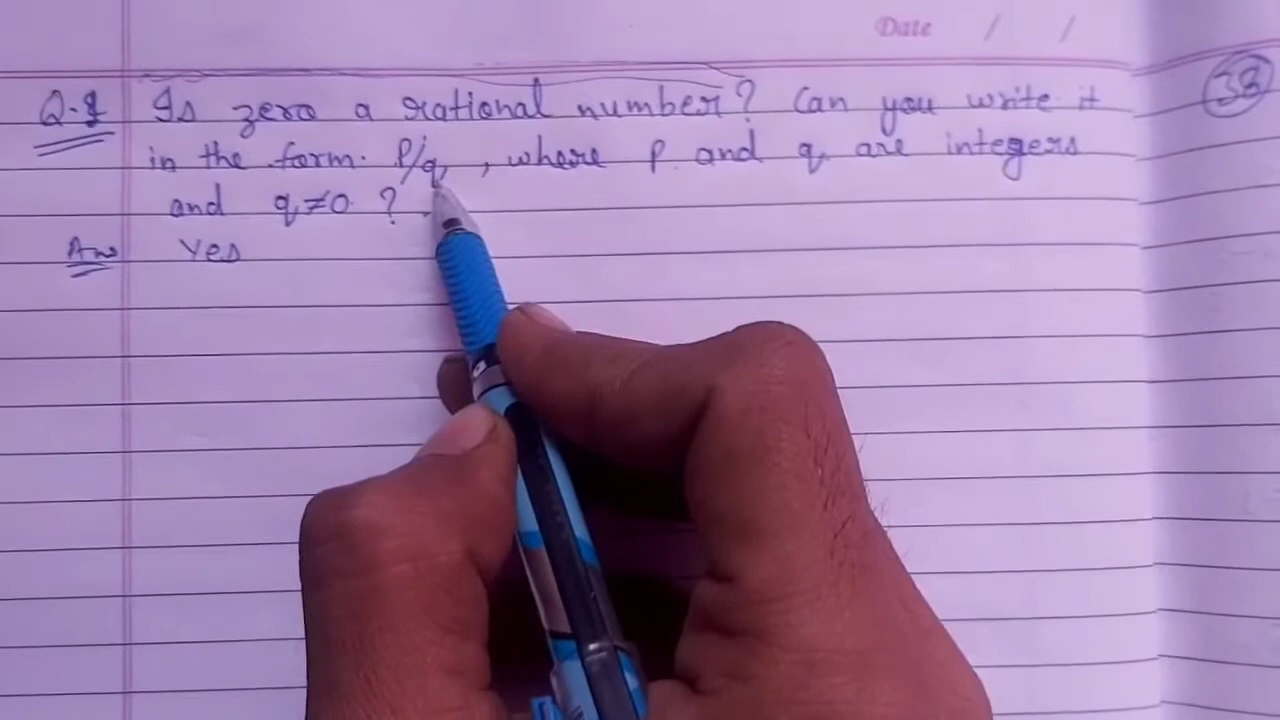 Date / /
33
Q-1 Is zero a rational number? Can you write it
in the form. P/q, where p and q are integers
and q≠0. ?
Ans Yes